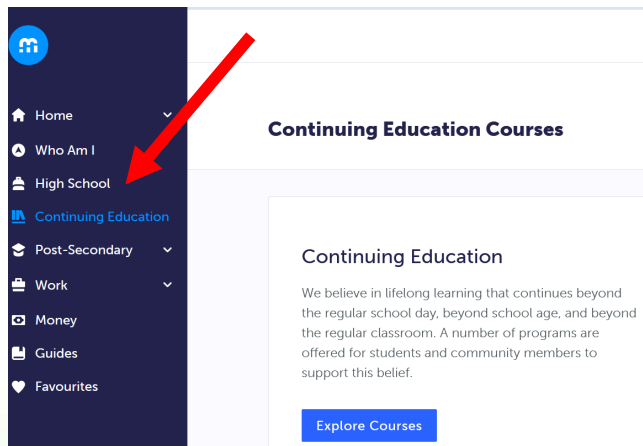 Home
Who Am I
High School
Continuing Education
Post-Secondary
Work
Money
Guides
Favourites
Continuing Education Courses
Continuing Education
We believe in lifelong learning that continues beyond
the regular school day, beyond school age, and beyond
the regular classroom. A number of programs are
offered for students and community members to
support this belief.
Explore Courses